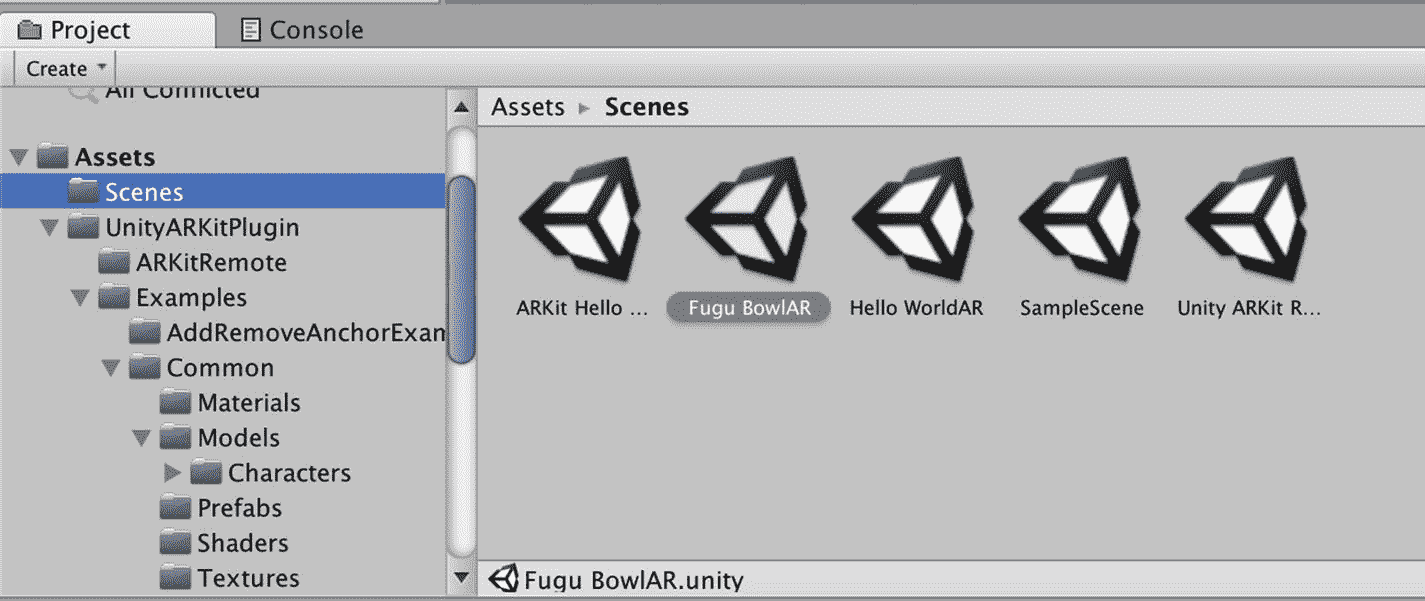 Project Console
Create
All Conflicted
Assets
Scenes
UnityARKitPlugin
ARKitRemote
Examples
AddRemoveAnchorExam
Common
Materials
Models
Characters
Prefabs
Shaders
Textures
Assets Scenes
ARKit Hello ... Fugu BowlAR Hello WorldAR SampleScene Unity ARKit R...
Fugu BowlAR.unity